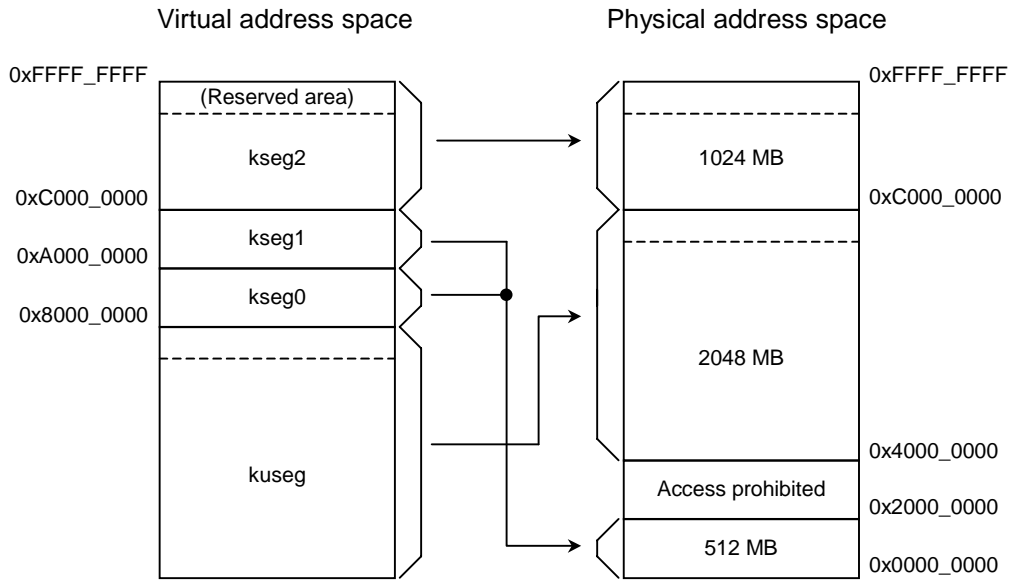 Virtual address space
Physical address space
0xFFFF_FFFF
(Reserved area)
kseg2
0xC000_0000
kseg1
0xA000_0000
kseg0
0x8000_0000
kuseg
0xFFFF_FFFF
1024 MB
0xC000_0000
2048 MB
0x4000_0000
Access prohibited
0x2000_0000
512 MB
0x0000_0000